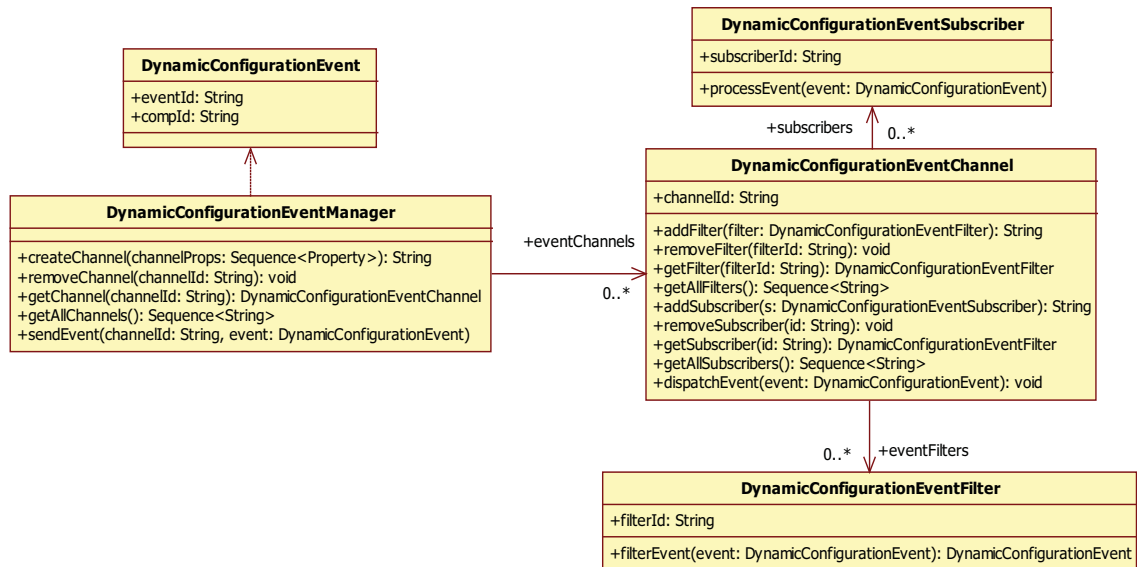 DynamicConfigurationEventSubscriber
+subscriberId: String
+processEvent(event: DynamicConfigurationEvent)
DynamicConfigurationEvent
+eventId: String
+compId: String
+subscribers
0..*
DynamicConfigurationEventChannel
+channelId: String
+addFilter(filter: DynamicConfigurationEventFilter): String
+removeFilter(filterId: String): void
+getFilter(filterId: String): DynamicConfigurationEventFilter
+getAllFilters(): Sequence<String>
+addSubscriber(s: DynamicConfigurationEventSubscriber): String
+removeSubscriber(id: String): void
+getSubscriber(id: String): DynamicConfigurationEventFilter
+getAllSubscribers(): Sequence<String>
+dispatchEvent(event: DynamicConfigurationEvent): void
DynamicConfigurationEventManager
+createChannel(channelProps: Sequence<Property>): String
+removeChannel(channelId: String): void
+getChannel(channelId: String): DynamicConfigurationEventChannel
+getAllChannels(): Sequence<String>
+sendEvent(channelId: String, event: DynamicConfigurationEvent)
+eventChannels
0..*
0..*
+eventFilters
DynamicConfigurationEventFilter
+filterId: String
+filterEvent(event: DynamicConfigurationEvent): DynamicConfigurationEvent